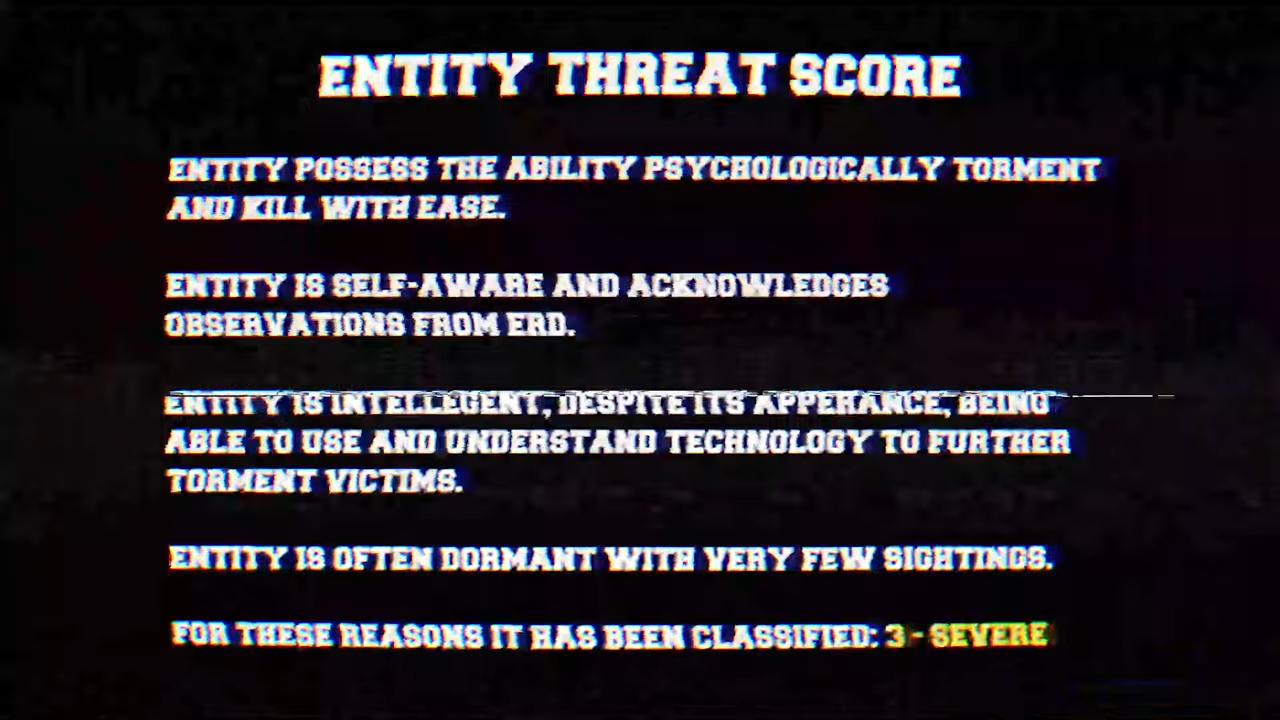 ENTITY THREAT SCORE
ENTITY POSSESS THE ABILITY PSYCHOLOGICALLY TORMENT
AND KILL WITH EASE.
ENTITY IS SELF-AWARE AND ACKNOWLEDGES
OBSERVATIONS FROM ERD.
ENTITY IS INTELLEGENT, DESPITE ITS APPERANCE, BEING
ABLE TO USE AND UNDERSTAND TECHNOLOGY TO FURTHER
TORMENT VICTIMS.
ENTITY IS OFTEN DORMANT WITH VERY FEW SIGHTINGS.
FOR THESE REASONS IT HAS BEEN CLASSIFIED: 3 - SEVERE